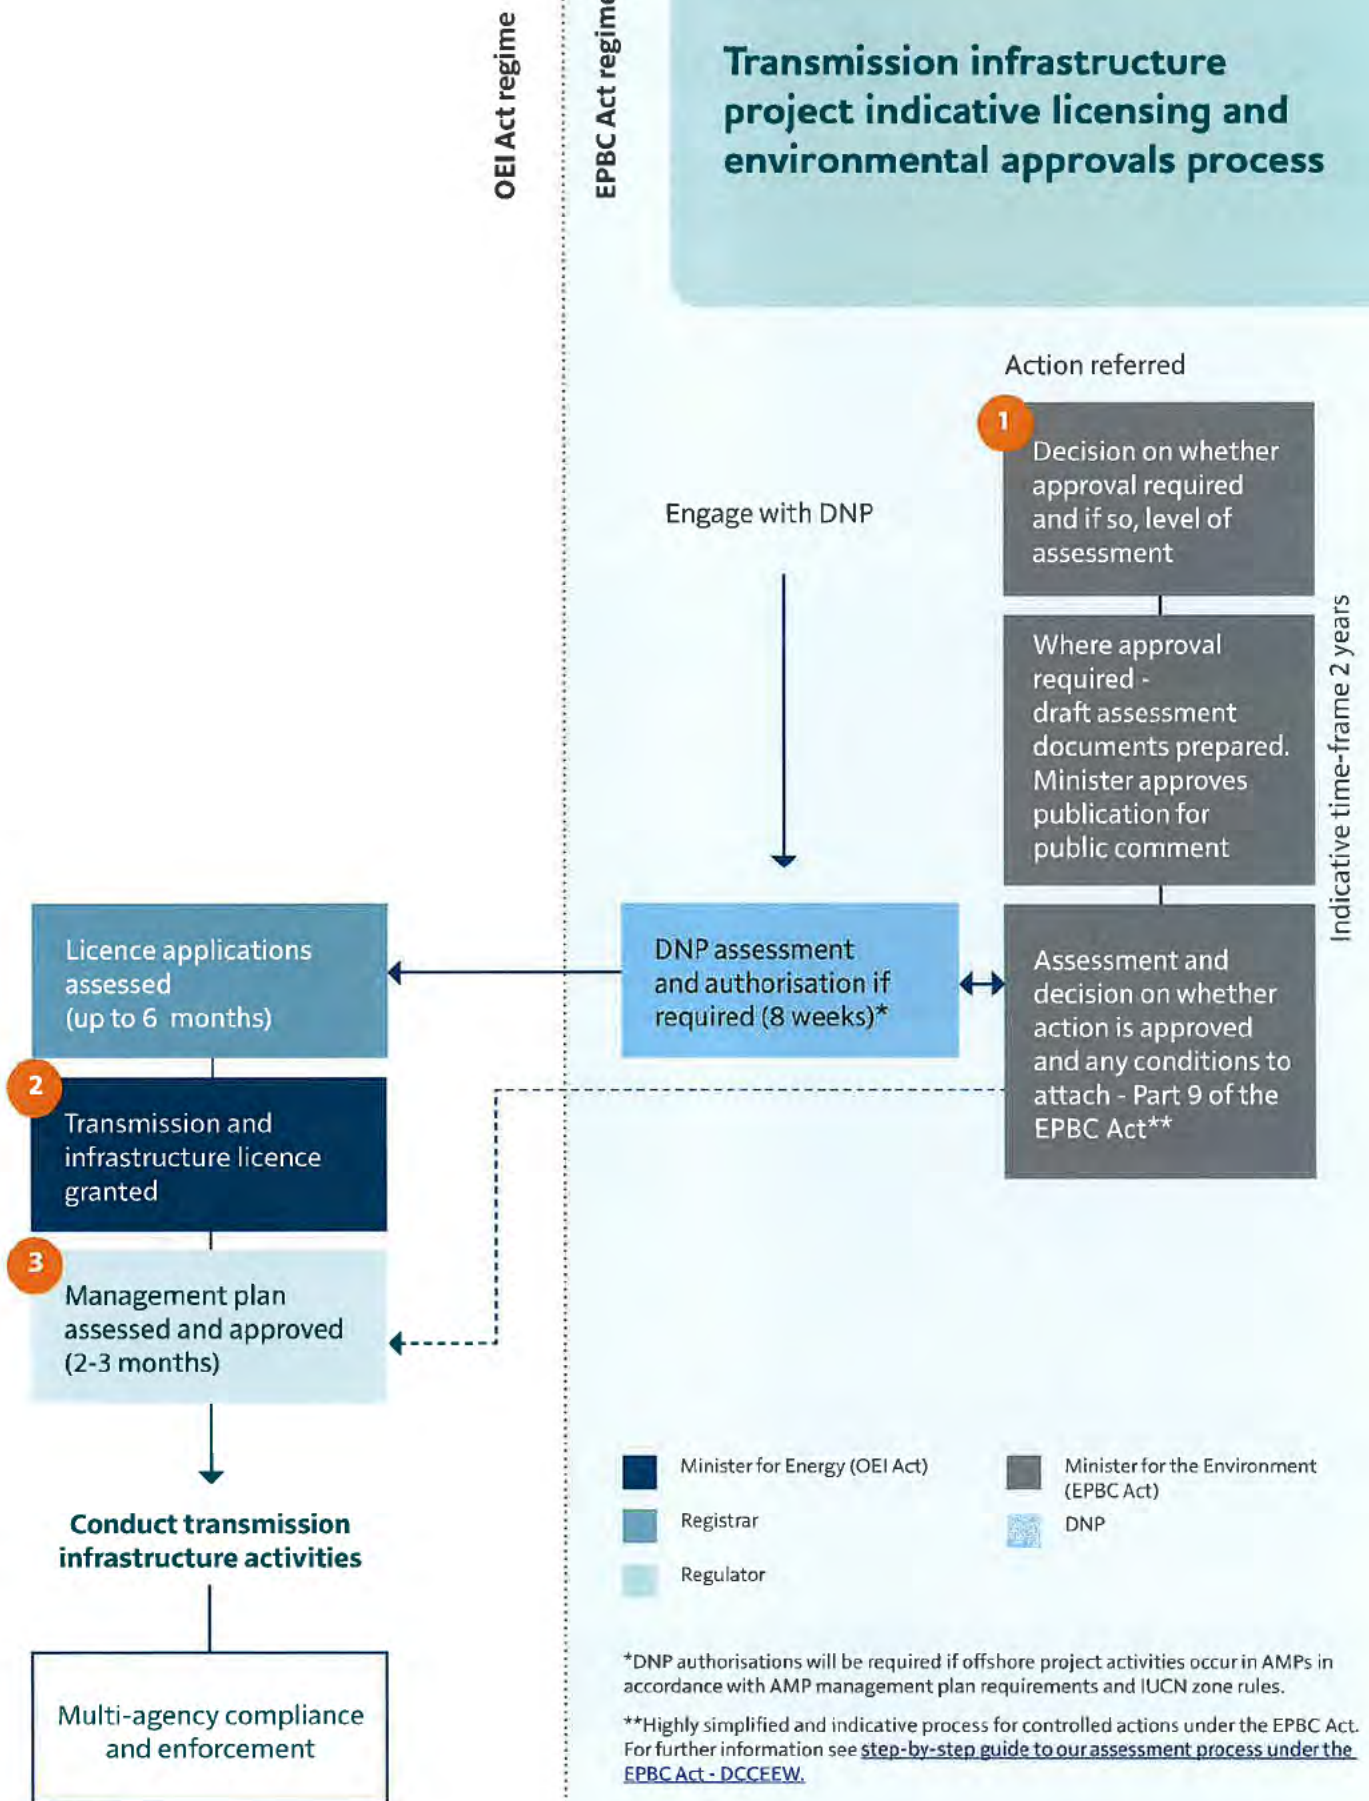 OEI Act regime
EPBC Act regime
Transmission infrastructure
project indicative licensing and
environmental approvals process
Action referred
1
Decision on whether
approval required
and if so, level of
assessment
Engage with DNP
Where approval
required -
draft assessment
documents prepared.
Minister approves
publication for
public comment
Indicative time-frame 2 years
Licence applications
assessed
(up to 6 months)
DNP assessment
and authorisation if
required (8 weeks)*
Assessment and
decision on whether
action is approved
and any conditions to
attach - Part 9 of the
EPBC Act**
2
Transmission and
infrastructure licence
granted
3
Management plan
assessed and approved
(2-3 months)
Conduct transmission
infrastructure activities
Multi-agency compliance
and enforcement
Minister for Energy (OEI Act)
Registrar
Regulator
Minister for the Environment
(EPBC Act)
DNP
*DNP authorisations will be required if offshore project activities occur in AMPs in
accordance with AMP management plan requirements and IUCN zone rules.
**Highly simplified and indicative process for controlled actions under the EPBC Act.
For further information see step-by-step guide to our assessment process under the
EPBC Act - DCCEEW.